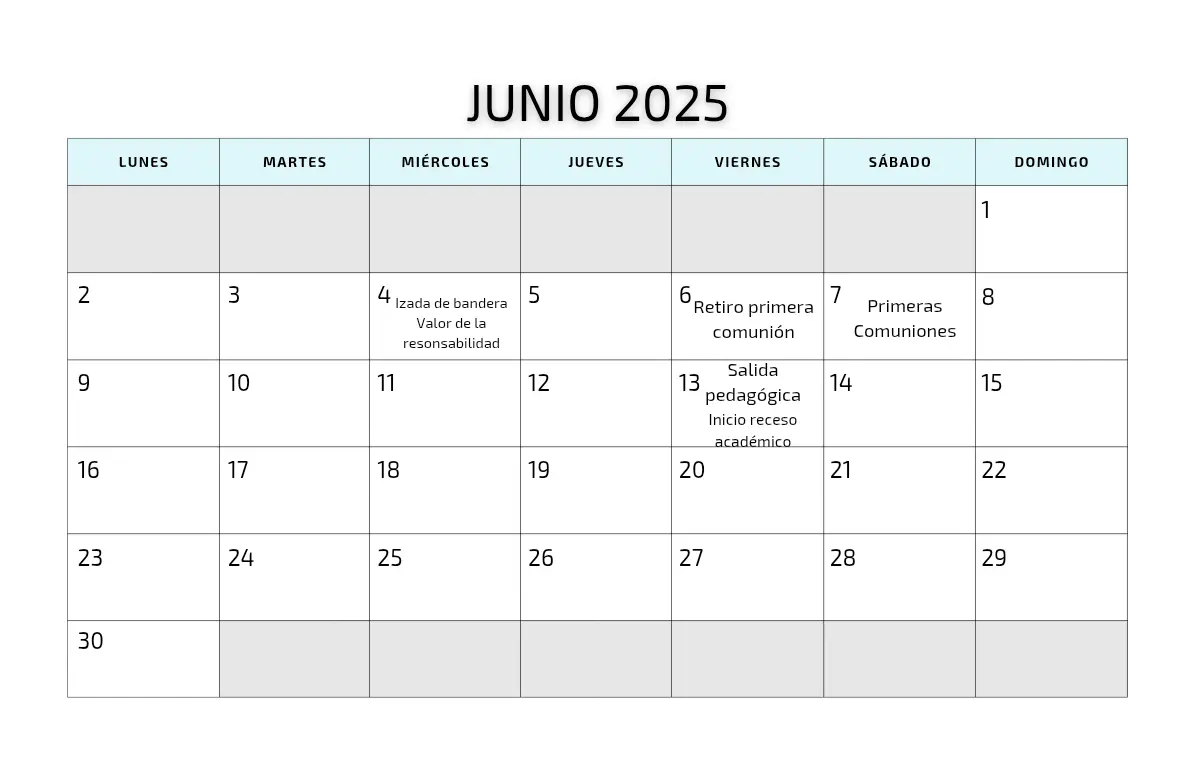 JUNIO 2025
LUNES MARTES MIÉRCOLES JUEVES VIERNES SÁBADO DOMINGO
1
2 3 4 Izada de bandera 5 6 Retiro primera 7 Primeras 8
Valor de la comunión Comuniones
resonsabilidad
9 10 11 12 13 Salida 14 15
pedagógica
Inicio receso
académico
16 17 18 19 20 21 22
23 24 25 26 27 28 29
30